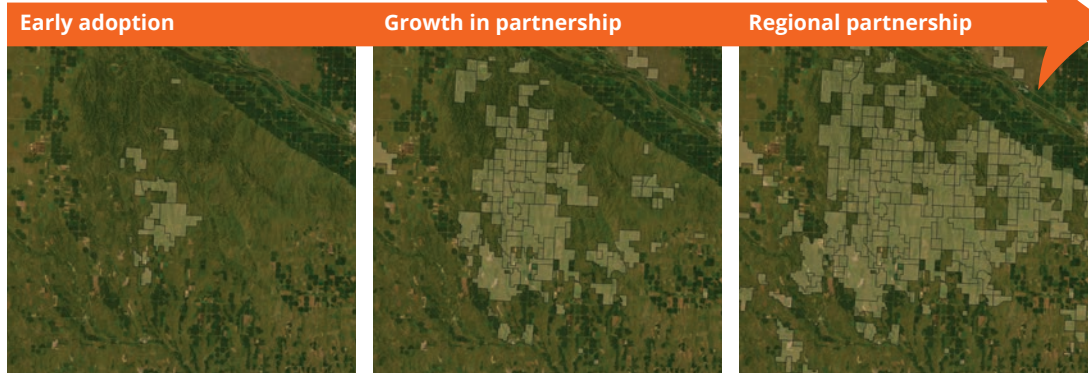 Early adoption
Growth in partnership
Regional partnership